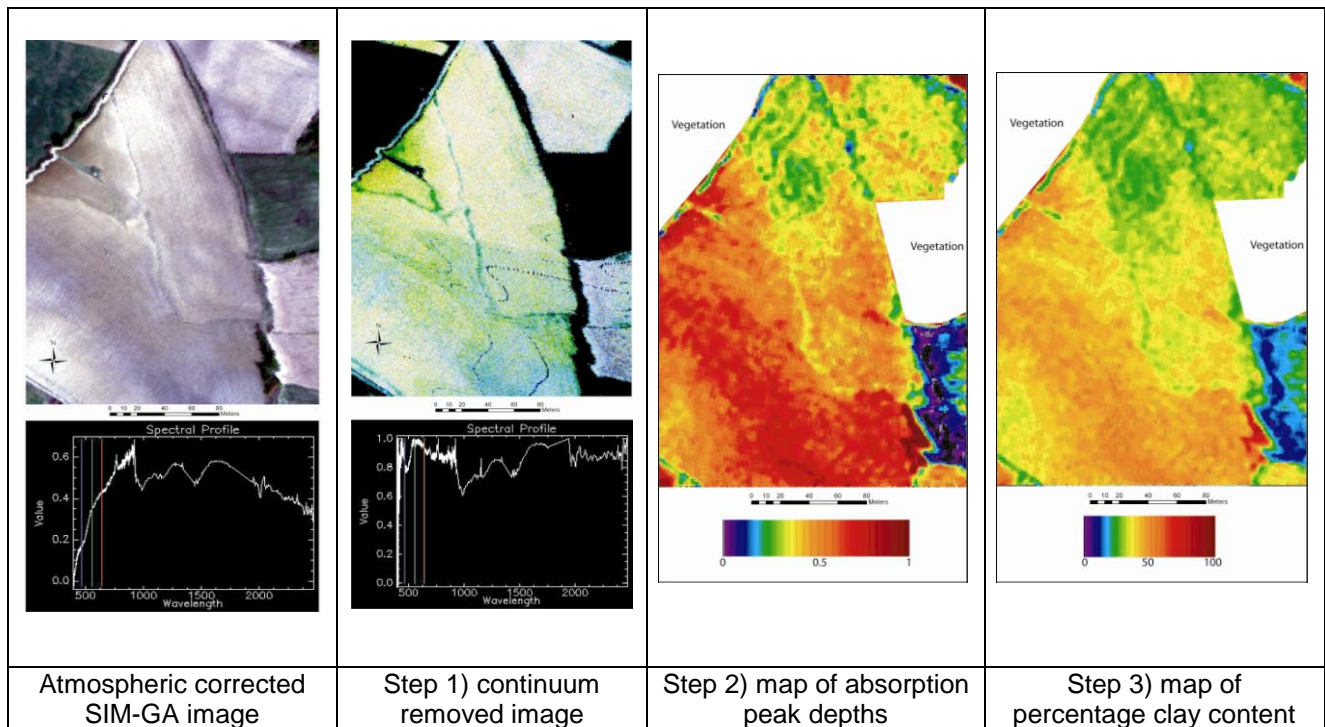 N
0 10 20 40 60 80
Meters
Spectral Profile
Value
0.6
0.4
0.2
0.0
500 1000 1500 2000
Wavelength
Atmospheric corrected
SIM-GA image
N
0 10 20 40 60 80
Meters
Spectral Profile
Value
1.0
0.8
0.6
0.4
0.2
0.0
500 1000 1500 2000
Wavelength
Step 1) continuum
removed image
Vegetation
Vegetation
0 10 20 40 60 80
Meters
0 0.5 1
Step 2) map of absorption
peak depths
Vegetation
Vegetation
0 10 20 40 60 80
Meters
0 50 100
Step 3) map of
percentage clay content